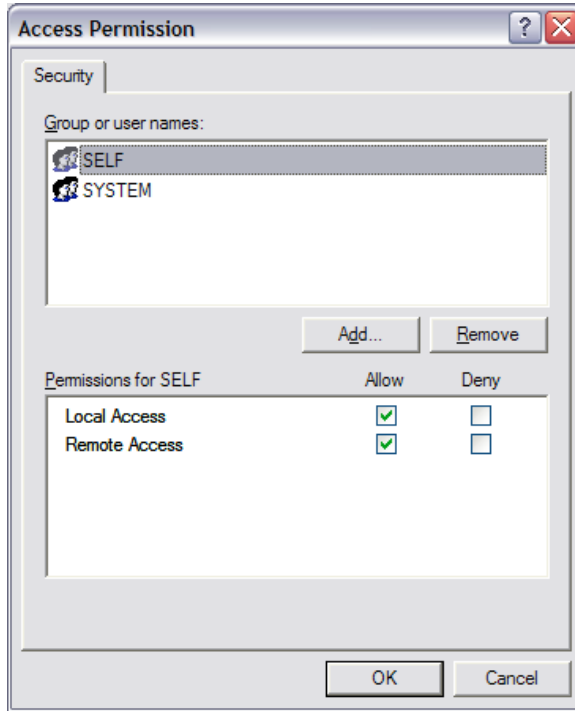 Access Permission
Security
Group or user names:
SELF
SYSTEM
Add...
Remove
Permissions for SELF Allow Deny
Local Access
Remote Access
OK
Cancel